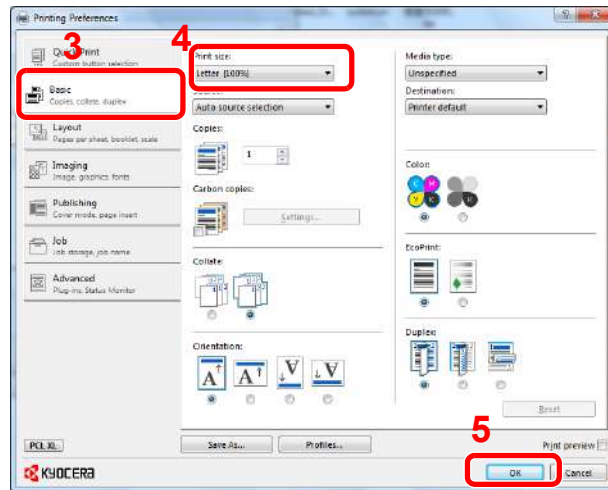 Printing Preferences
3
4
Quick Print
Custom button selection
Basic
Copies, collate, duplex
Layout
Pages per sheet, booklet, scale
Imaging
Image, graphics, fonts
Publishing
Cover mode, page insert
Job
Job storage, job name
Advanced
Plug-ins, Status Monitor
Print size:
Letter (100%)
Source:
Auto source selection
Copies:
1
Carbon copies:
Settings...
Collate:
Orientation:
A A A A
Media type:
Unspecified
Destination:
Printer default
Color:
C M
Y K
EcoPrint:
Duplex:
Reset
5
PCL XL
Save As...
Profiles...
Print preview
KYOCERA
OK
Cancel